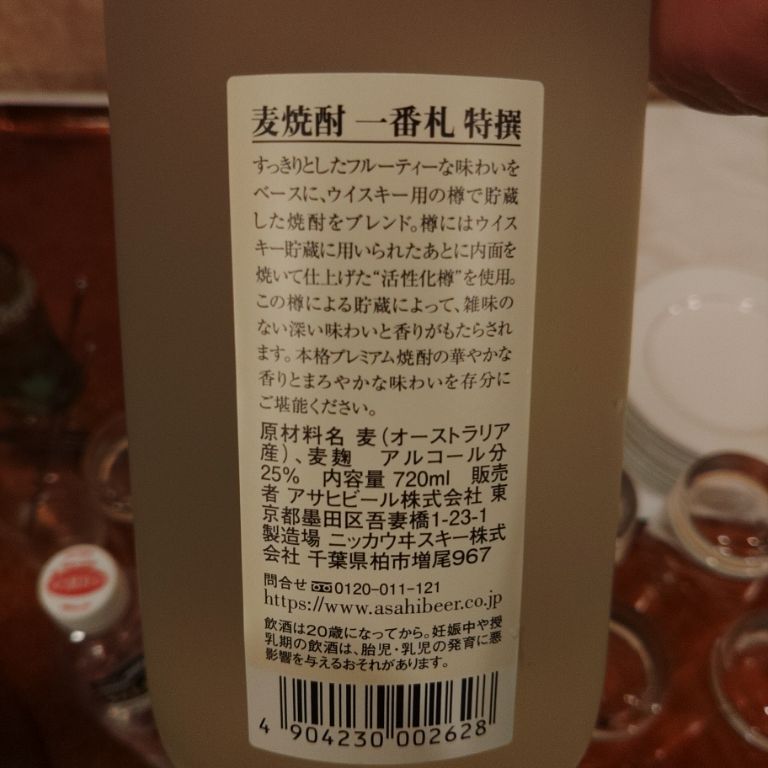 麦焼酎 一番札 特撰
すっきりとしたフルーティーな味わいを
ベースに、ウイスキー用の樽で貯蔵
した焼酎をブレンド。樽にはウイス
キー貯蔵に用いられたあとに内面を
焼いて仕上げた“活性化樽”を使用。
この樽による貯蔵によって、雑味の
ない深い味わいと香りがもたらされ
ます。本格プレミアム焼酎の華やかな
香りとまろやかな味わいを存分に
ご堪能ください。
原材料名 麦(オーストラリア
産)、麦麹 アルコール分
25% 内容量 720ml 販売
者 アサヒビール株式会社 東
京都墨田区吾妻橋1-23-1
製造場 ニッカウヰスキー株式
会社 千葉県柏市増尾967
問合せ 0120-011-121
https://www.asahibeer.co.jp
飲酒は20歳になってから。妊娠中や授
乳期の飲酒は、胎児・乳児の発育に悪
影響を与えるおそれがあります。
4 904230 002628